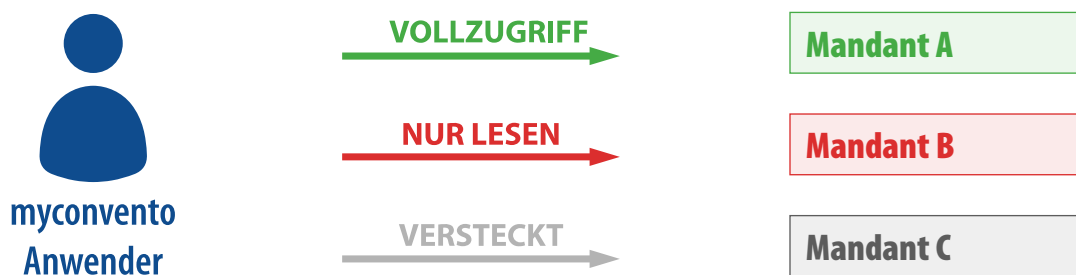 VOLLZUGRIFF
Mandant A
NUR LESEN
Mandant B
myconvento
Anwender
VERSTECKT
Mandant C